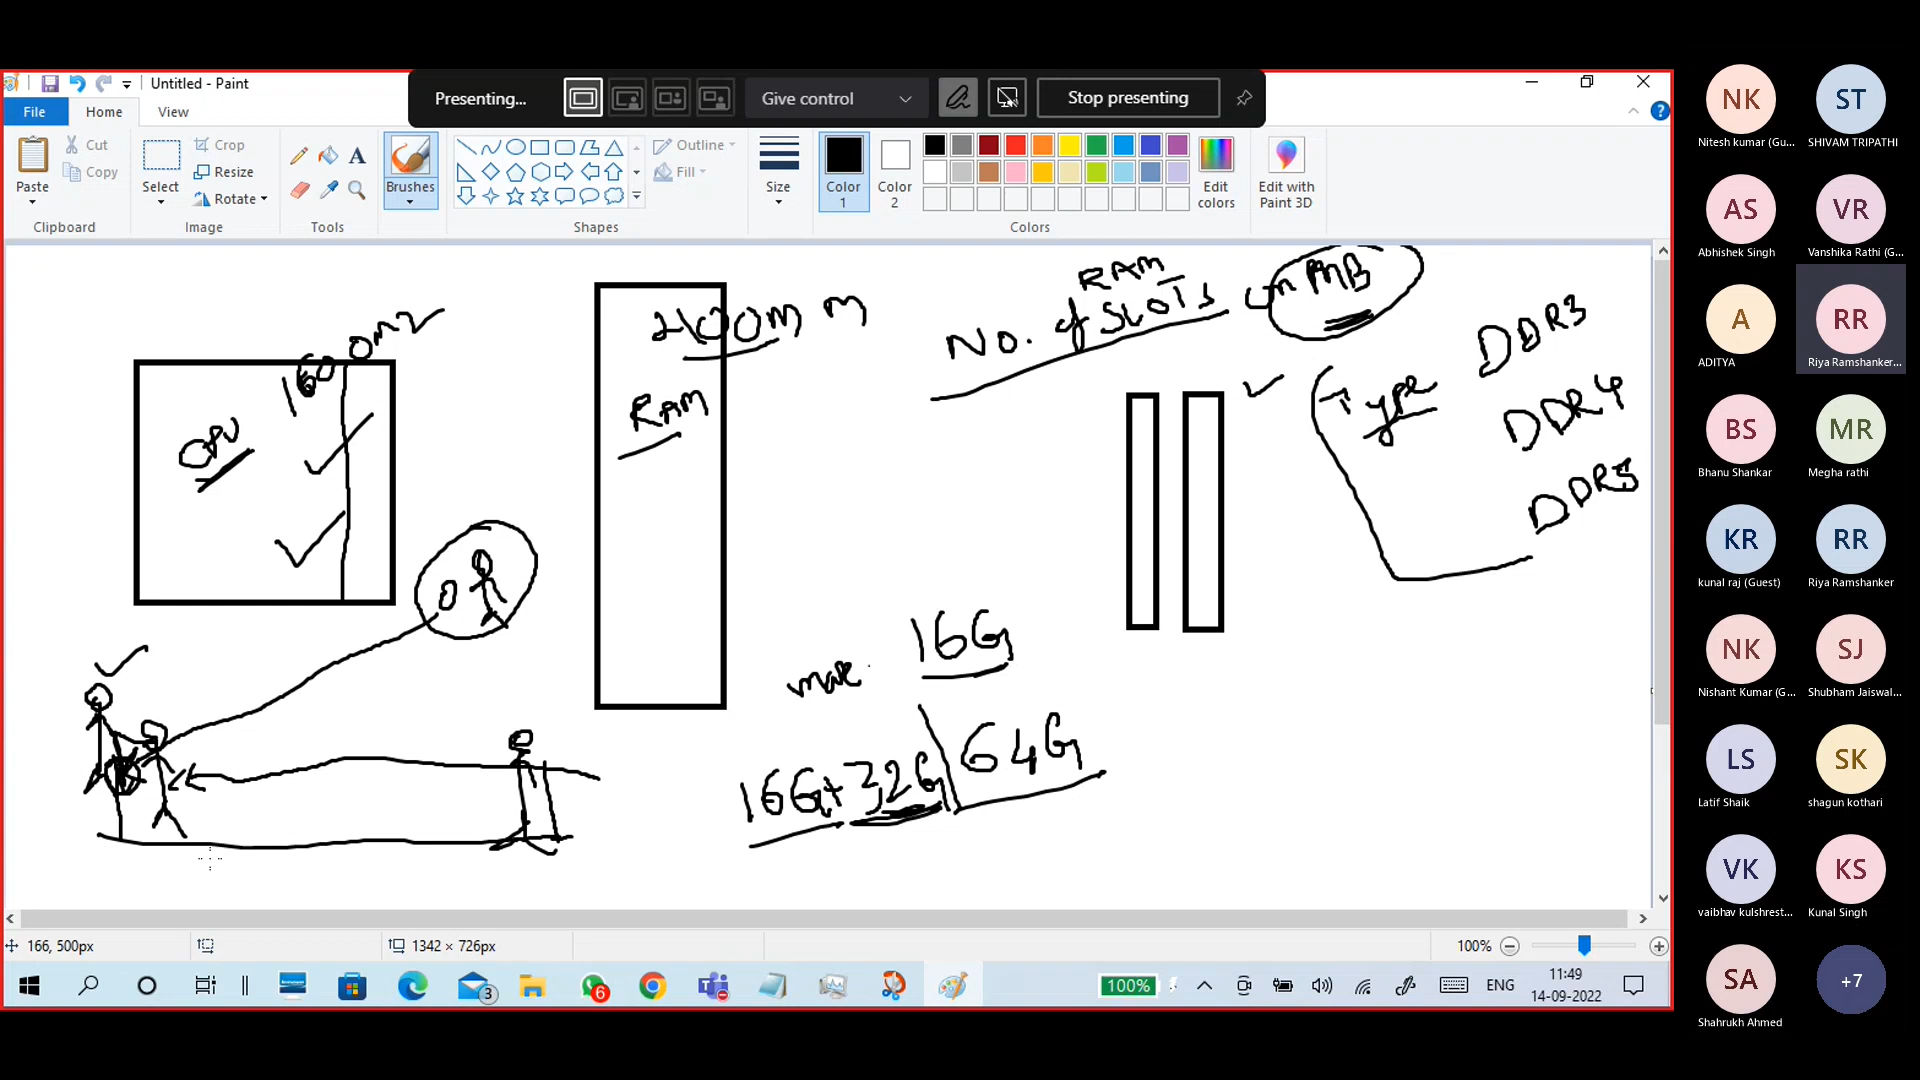 Untitled - Paint
Presenting...
Give control
Stop presenting
File
Home
View
Paste
Cut
Copy
Clipboard
Select
Crop
Resize
Rotate
Image
Tools
Brushes
Shapes
Outline
Fill
Size
Color
1
Color
2
Colors
Edit
colors
Edit with
Paint 3D
CPU
1600 MZ
2400M M
RAM
RAM
No. of SLOTS on MB
Type
DDR3
DDR4
DDR5
max
16G
16G+32G
64G
166, 500px
1342 × 726px
100%
3
6
100%
ENG
11:49
14-09-2022
NK
Nitesh kumar (Gu...
ST
SHIVAM TRIPATHI
AS
Abhishek Singh
VR
Vanshika Rathi (G...
A
ADITYA
RR
Riya Ramshanker...
BS
Bhanu Shankar
MR
Megha rathi
KR
kunal raj (Guest)
RR
Riya Ramshanker
NK
Nishant Kumar (G...
SJ
Shubham Jaiswal...
LS
Latif Shaik
SK
shagun kothari
VK
vaibhav kulshrest...
KS
Kunal Singh
SA
Shahrukh Ahmed
+7